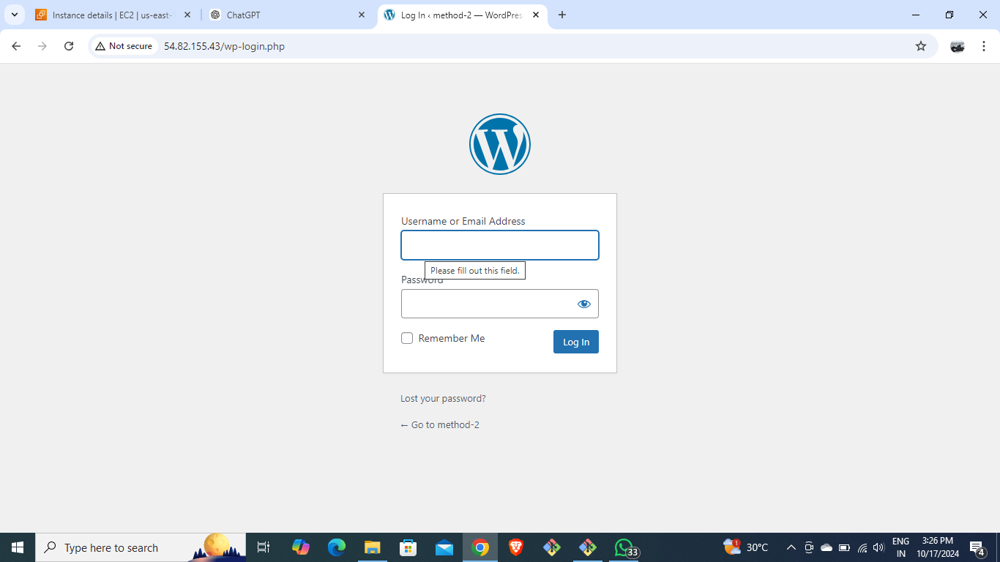 Instance details | EC2 | us-east-
ChatGPT
Log In ‹ method-2 — WordPres
Not secure
54.82.155.43/wp-login.php
Username or Email Address
Please fill out this field.
Password
Remember Me
Log In
Lost your password?
← Go to method-2
Type here to search
33
1
30°C
ENG
IN
3:26 PM
10/17/2024
4